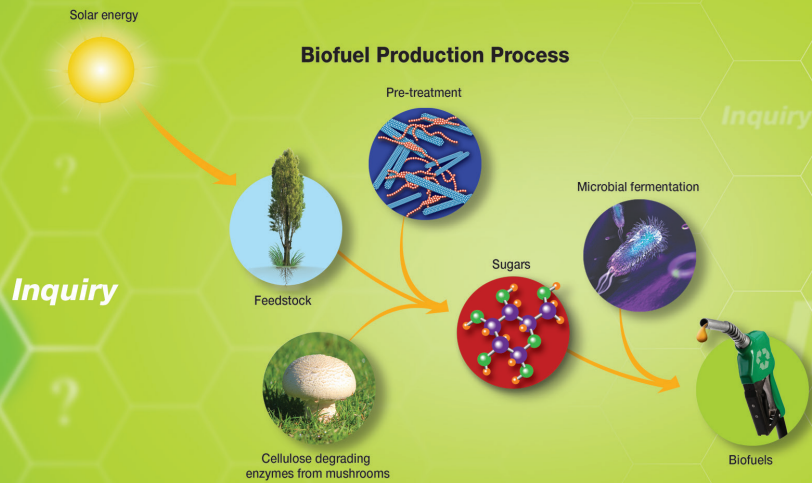 Solar energy
Biofuel Production Process
Pre-treatment
Inquiry
?
Microbial fermentation
Sugars
Inquiry
Feedstock
?
Cellulose degrading
enzymes from mushrooms
Biofuels